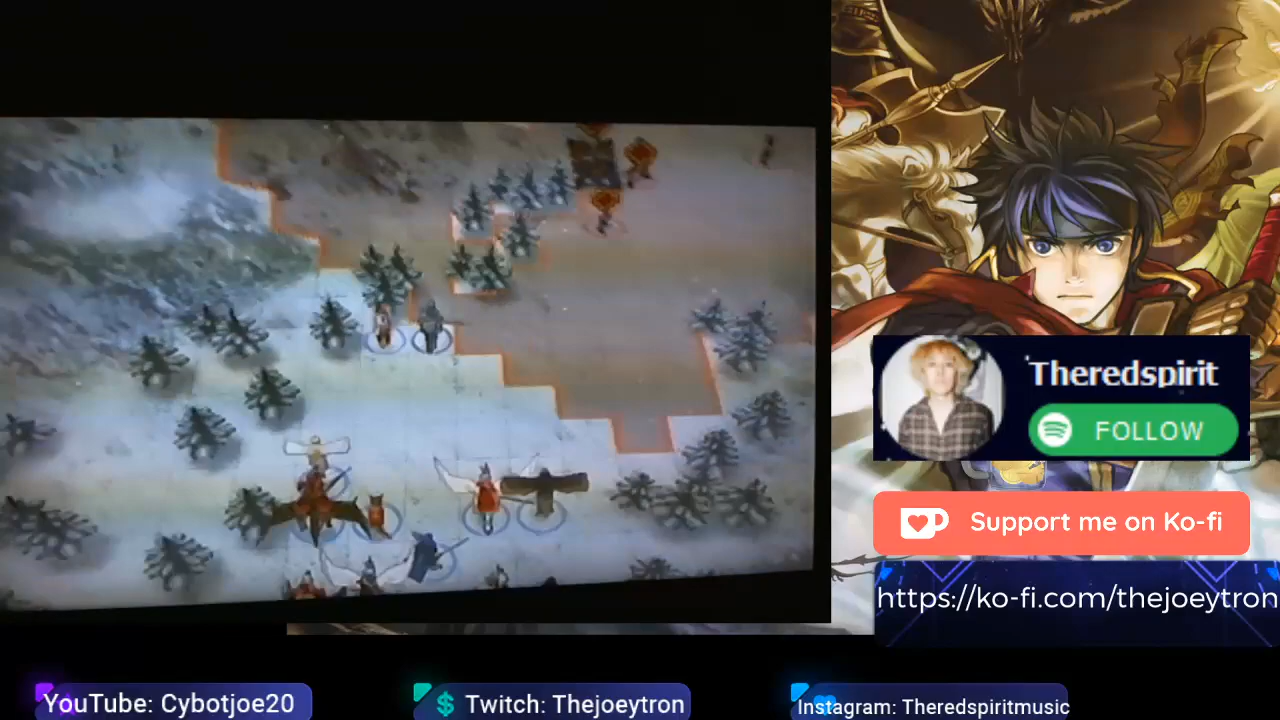 Theredspirit
FOLLOW
Support me on Ko-fi
https://ko-fi.com/thejoeytron
YouTube: Cybotjoe20
Twitch: Thejoeytron
Instagram: Theredspiritmusic